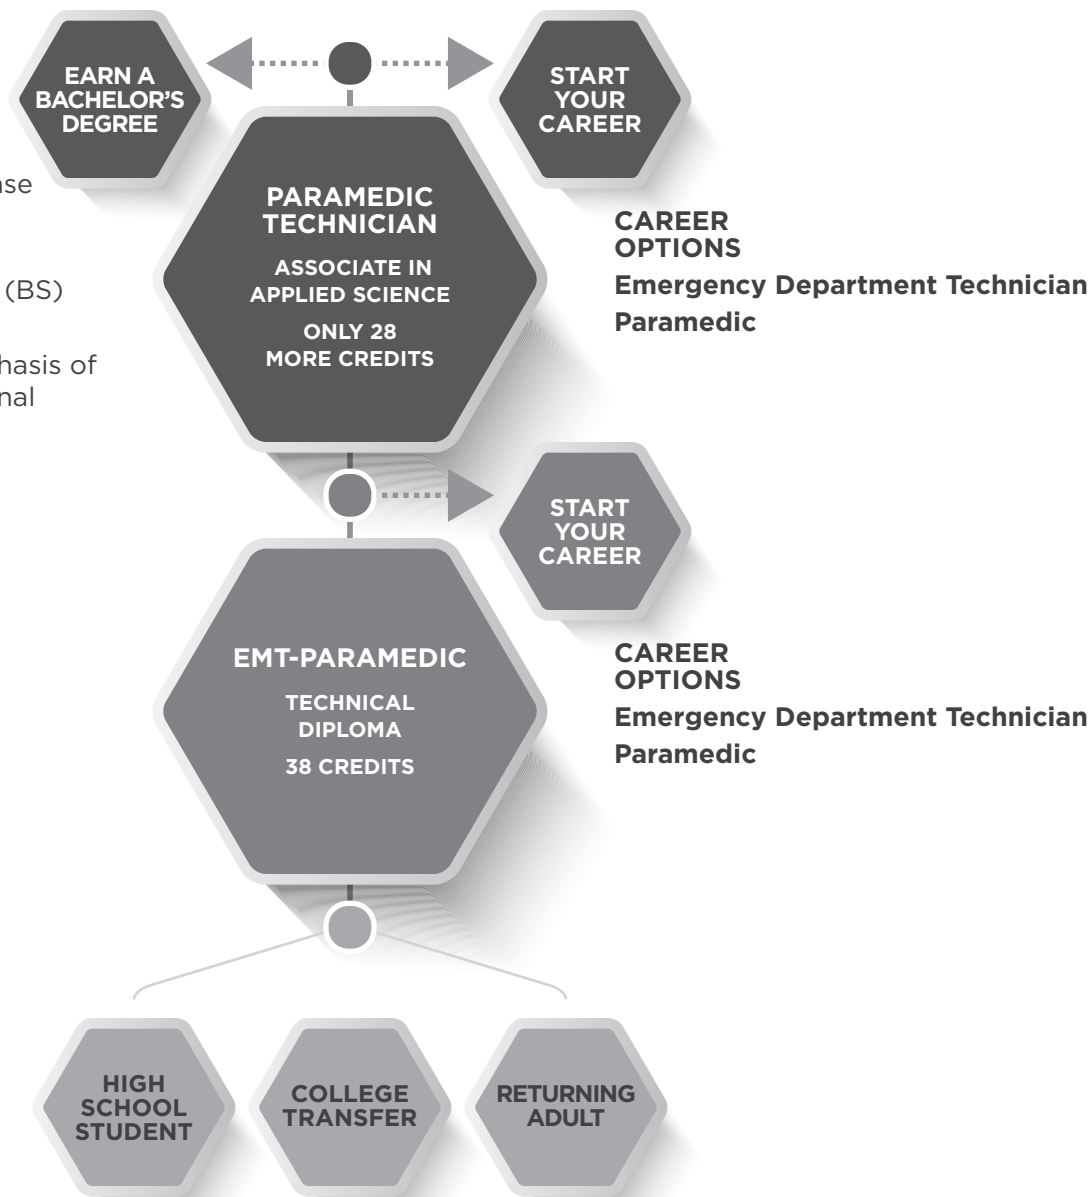 EARN A
BACHELOR'S
DEGREE
START
YOUR
CAREER
(BS)
PARAMEDIC
TECHNICIAN
ASSOCIATE IN
APPLIED SCIENCE
ONLY 28
MORE CREDITS
CAREER
OPTIONS
Emergency Department Technician
Paramedic
of
START
YOUR
CAREER
EMT-PARAMEDIC
TECHNICAL
DIPLOMA
38 CREDITS
CAREER
OPTIONS
Emergency Department Technician
Paramedic
HIGH
SCHOOL
STUDENT
COLLEGE
TRANSFER
RETURNING
ADULT